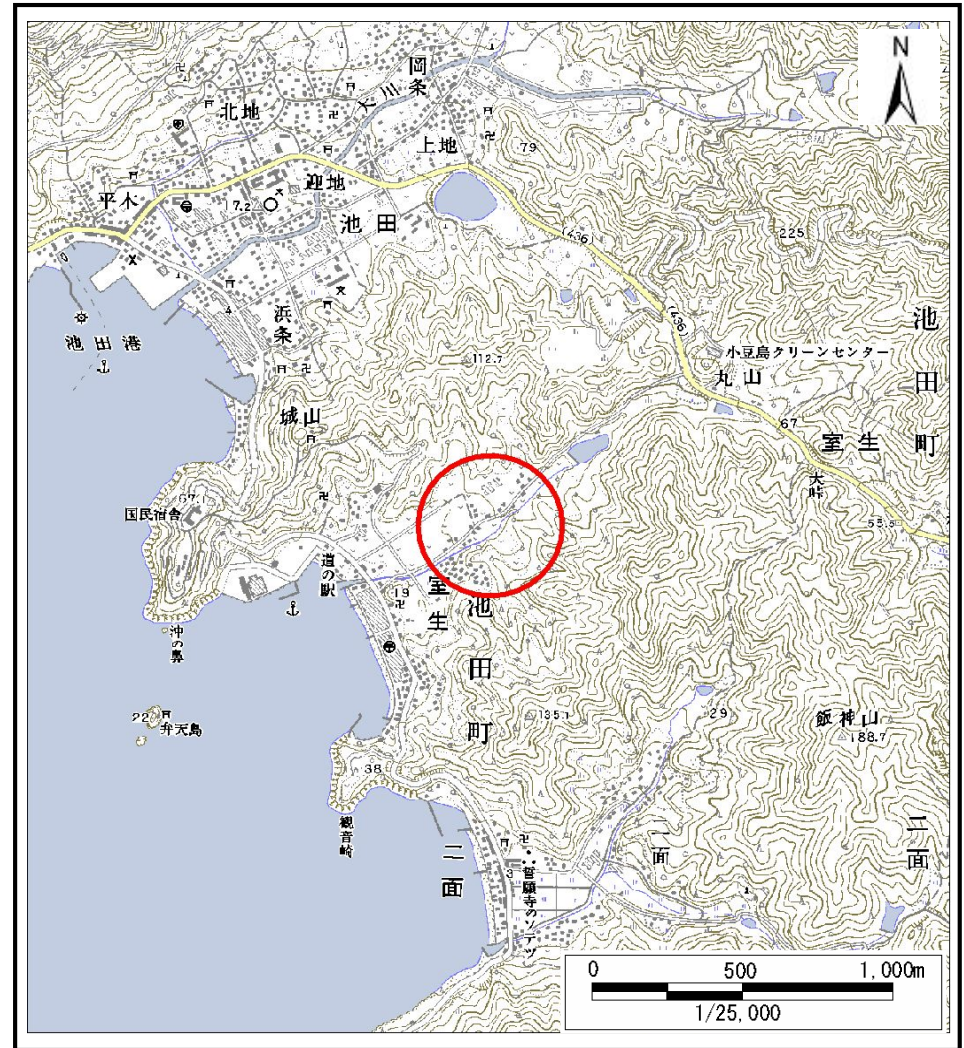 N
岡条
大川
北地
上地
79
迎地
平木
7.2
池田
225
(436)
4
浜条
池田港
(436)
池田町
小豆島クリーンセンター
112.7
丸山
城山
67
室生
大峠
67
国民宿舎
55.5
道の駅
19
室生
池田町
沖の鼻
22
弁天島
135.1
29
飯神山
188.7
38
観音崎
二面
二面
二面
3
誓願寺のソテツ
0 500 1,000m
1/25,000